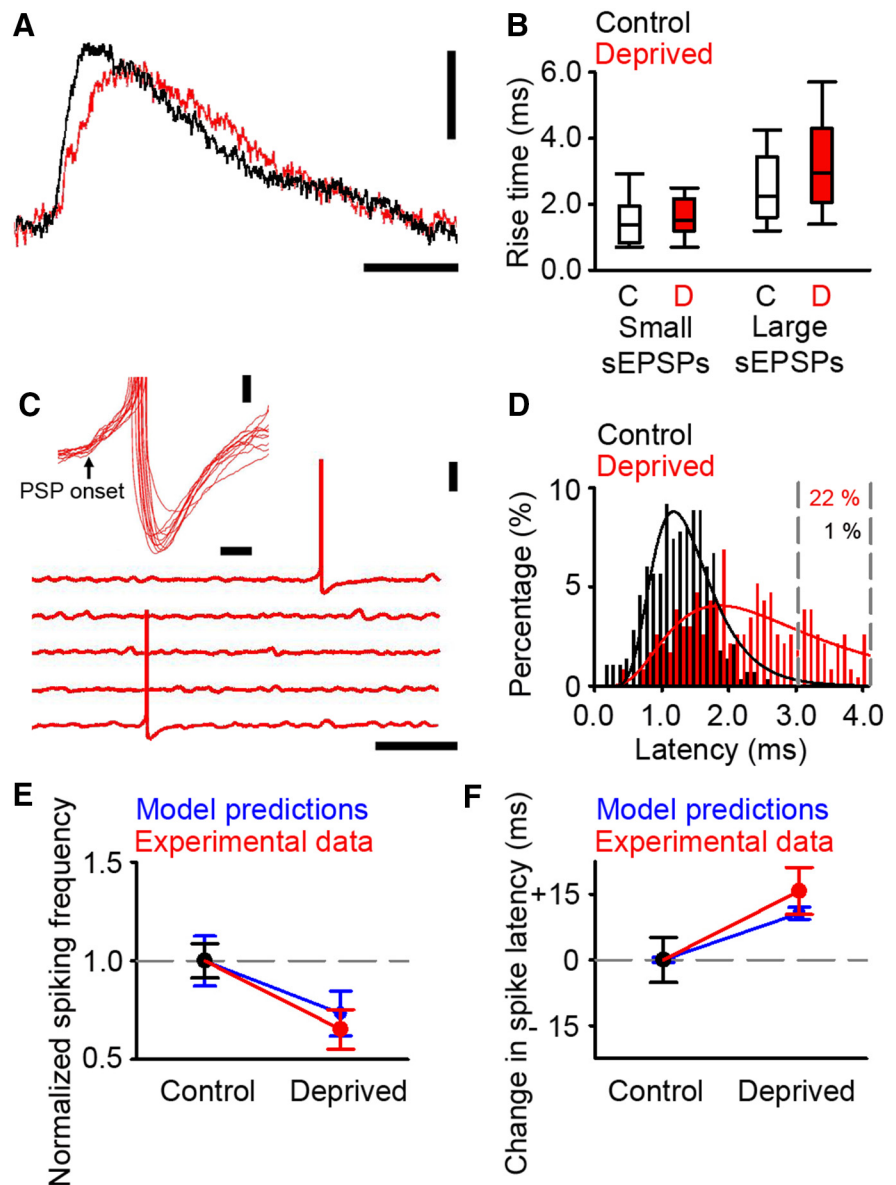 A
B
Control
Deprived
Rise time (ms)
6.0
4.0
2.0
0.0
C D C D
Small Large
sEPSPs sEPSPs
C
PSP onset
D
Control
Deprived
Percentage (%)
10
5
0
22 %
1 %
0.0 1.0 2.0 3.0 4.0
Latency (ms)
E
Model predictions
Experimental data
Normalized spiking frequency
1.5
1.0
0.5
Control Deprived
F
Model predictions
Experimental data
Change in spike latency (ms)
+15
0
- 15
Control Deprived